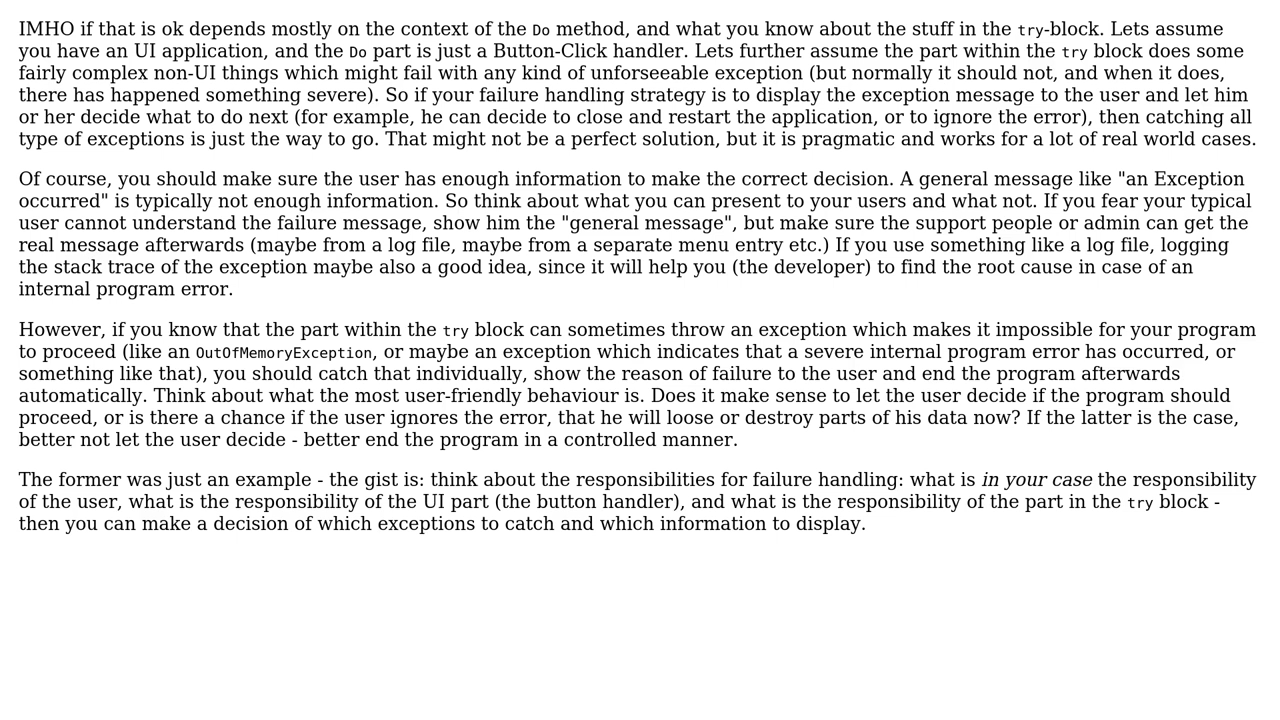 IMHO if that is ok depends mostly on the context of the Do method, and what you know about the stuff in the try-block. Lets assume
you have an UI application, and the Do part is just a Button-Click handler. Lets further assume the part within the try block does some
fairly complex non-UI things which might fail with any kind of unforseeable exception (but normally it should not, and when it does,
there has happened something severe). So if your failure handling strategy is to display the exception message to the user and let him
or her decide what to do next (for example, he can decide to close and restart the application, or to ignore the error), then catching all
type of exceptions is just the way to go. That might not be a perfect solution, but it is pragmatic and works for a lot of real world cases.
Of course, you should make sure the user has enough information to make the correct decision. A general message like "an Exception
occurred" is typically not enough information. So think about what you can present to your users and what not. If you fear your typical
user cannot understand the failure message, show him the "general message", but make sure the support people or admin can get the
real message afterwards (maybe from a log file, maybe from a separate menu entry etc.) If you use something like a log file, logging
the stack trace of the exception maybe also a good idea, since it will help you (the developer) to find the root cause in case of an
internal program error.
However, if you know that the part within the try block can sometimes throw an exception which makes it impossible for your program
to proceed (like an OutOfMemoryException, or maybe an exception which indicates that a severe internal program error has occurred, or
something like that), you should catch that individually, show the reason of failure to the user and end the program afterwards
automatically. Think about what the most user-friendly behaviour is. Does it make sense to let the user decide if the program should
proceed, or is there a chance if the user ignores the error, that he will loose or destroy parts of his data now? If the latter is the case,
better not let the user decide - better end the program in a controlled manner.
The former was just an example - the gist is: think about the responsibilities for failure handling: what is in your case the responsibility
of the user, what is the responsibility of the UI part (the button handler), and what is the responsibility of the part in the try block -
then you can make a decision of which exceptions to catch and which information to display.